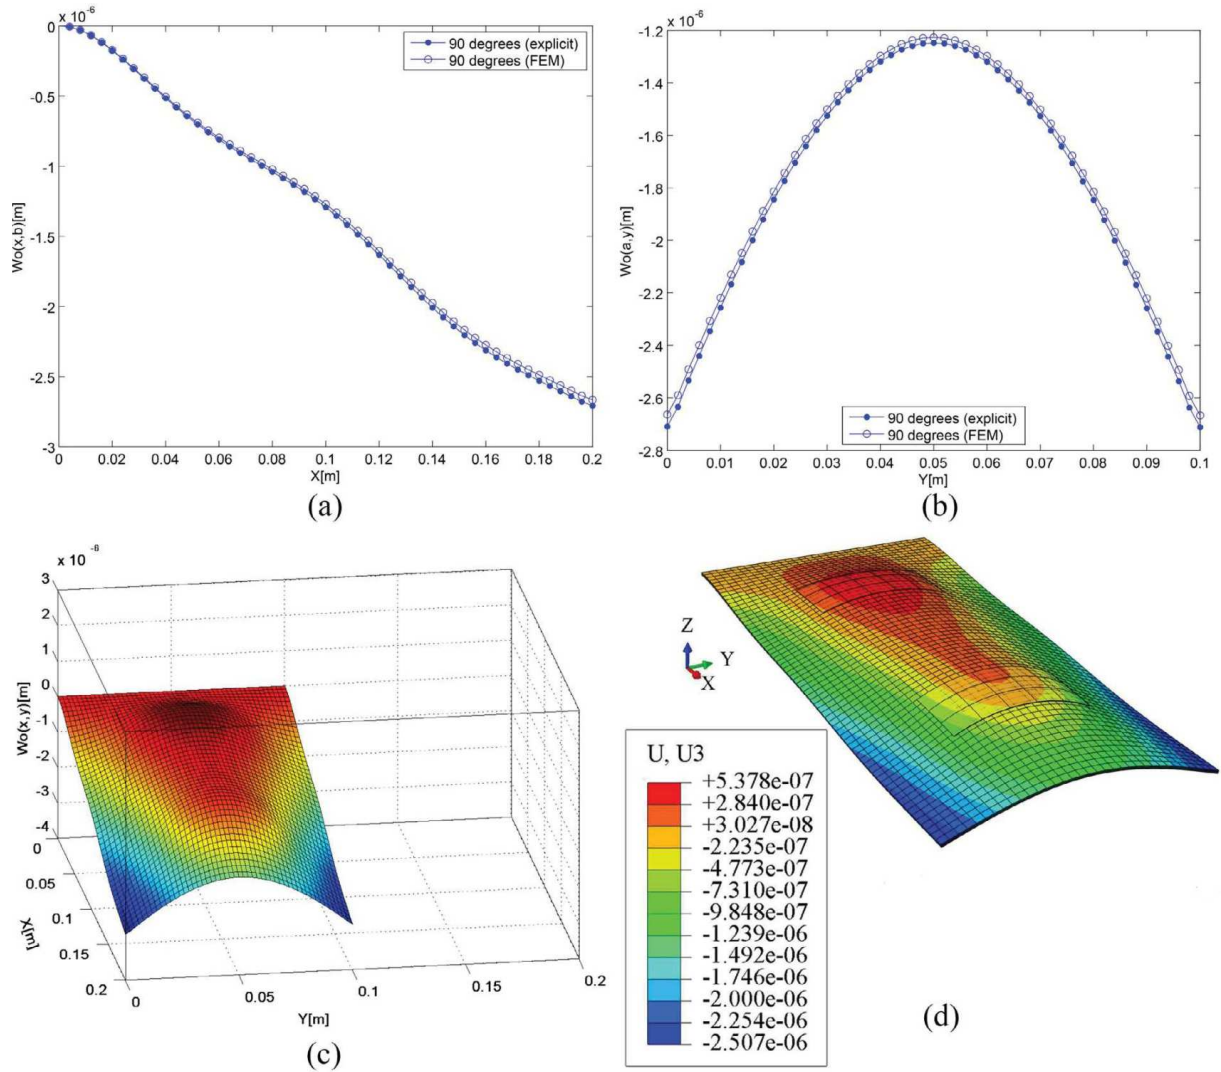 x 10 -6
0
-0.5
-1
-1.5
-2
-2.5
-3
Wo(x,b)[m]
90 degrees (explicit)
90 degrees (FEM)
0 0.02 0.04 0.06 0.08 0.1 0.12 0.14 0.16 0.18 0.2
X[m]
(a)
x 10 -6
-1.2
-1.4
-1.6
-1.8
-2
-2.2
-2.4
-2.6
-2.8
Wo(a,y)[m]
90 degrees (explicit)
90 degrees (FEM)
0 0.01 0.02 0.03 0.04 0.05 0.06 0.07 0.08 0.09 0.1
Y[m]
(b)
x 10 -6
3
2
1
0
-1
-2
-3
-4
Wo(x,y)[m]
0
0.05
0.1
0.15
0.2
X[m]
0 0.05 0.1 0.15 0.2
Y[m]
(c)
Z
Y
X
U, U3
+5.378e-07
+2.840e-07
+3.027e-08
-2.235e-07
-4.773e-07
-7.310e-07
-9.848e-07
-1.239e-06
-1.492e-06
-1.746e-06
-2.000e-06
-2.254e-06
-2.507e-06
(d)